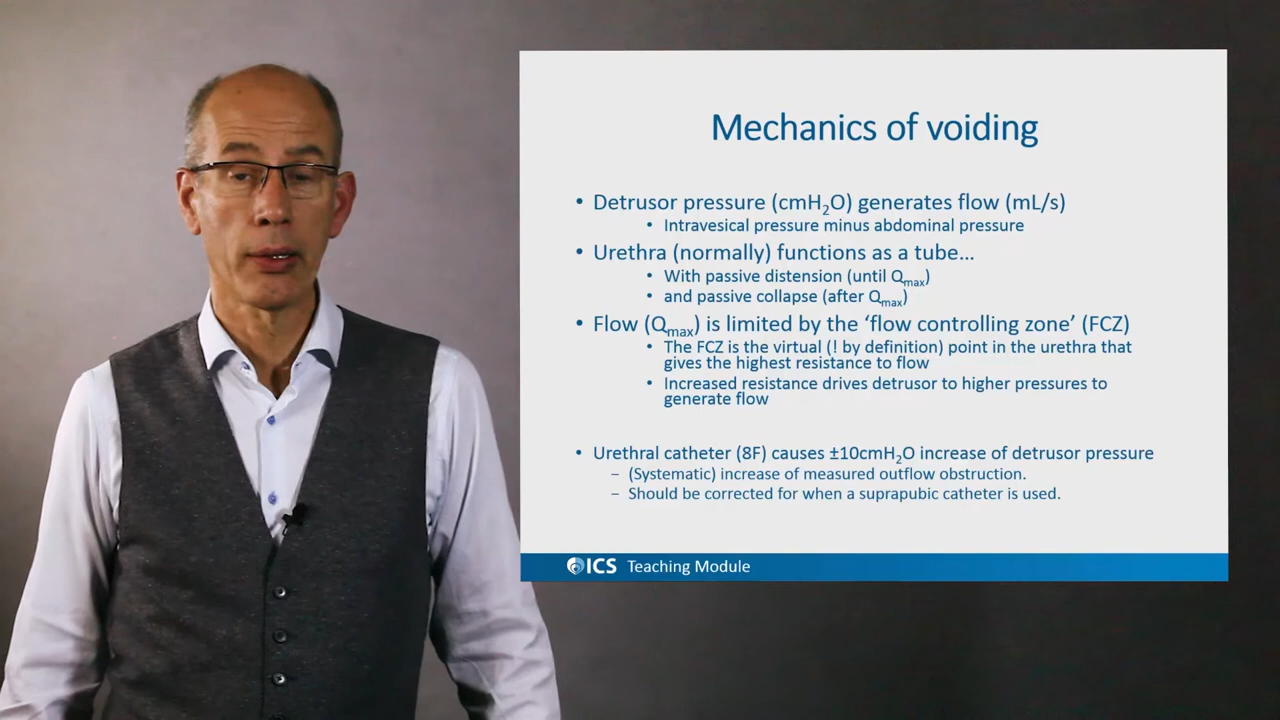 Mechanics of voiding
• Detrusor pressure (cmH₂O) generates flow (mL/s)
• Intravesical pressure minus abdominal pressure
• Urethra (normally) functions as a tube…
• With passive distension (until Qmax)
• and passive collapse (after Qmax)
• Flow (Qmax) is limited by the ‘flow controlling zone’ (FCZ)
• The FCZ is the virtual (! by definition) point in the urethra that
gives the highest resistance to flow
• Increased resistance drives detrusor to higher pressures to
generate flow
• Urethral catheter (8F) causes ±10cmH₂O increase of detrusor pressure
– (Systematic) increase of measured outflow obstruction.
– Should be corrected for when a suprapubic catheter is used.
ICS Teaching Module